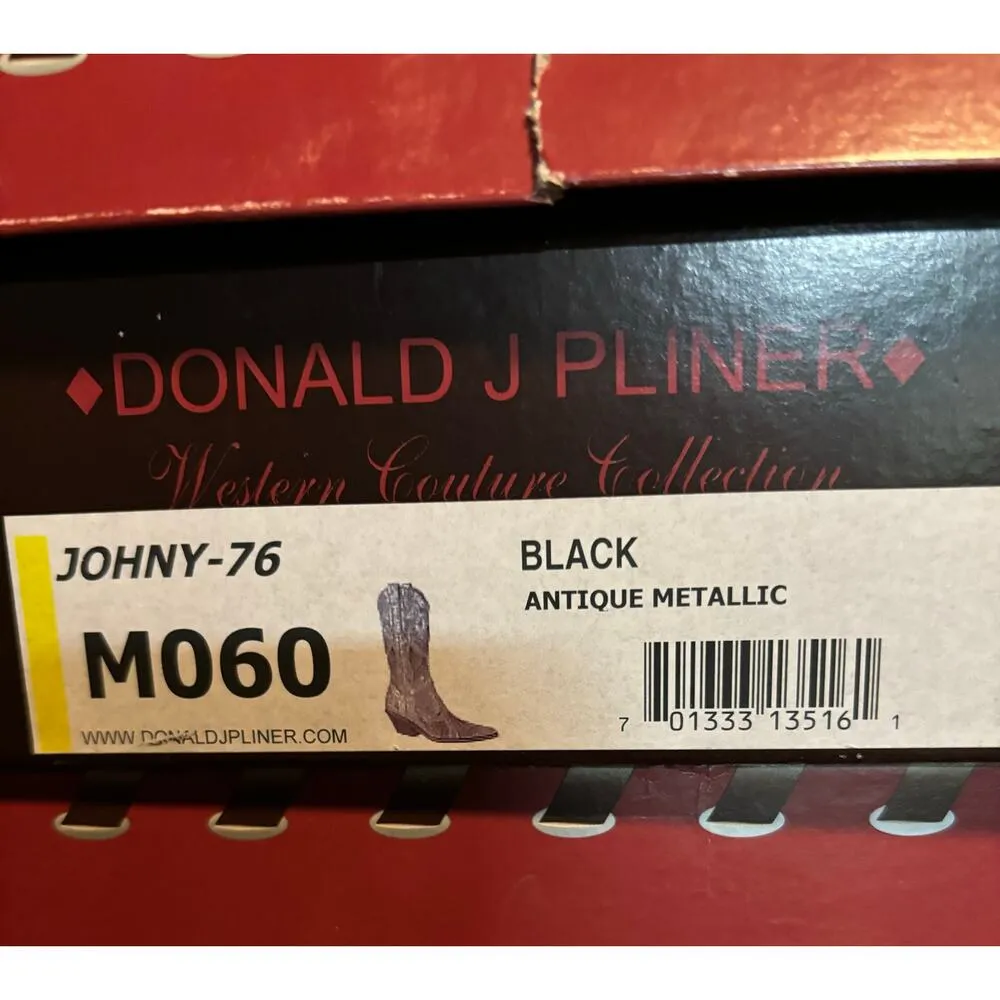 ♦DONALD J PLINER♦
Western Couture Collection
JOHNY-76
BLACK
ANTIQUE METALLIC
M060
WWW.DONALDJPLINER.COM
7 01333 13516 1